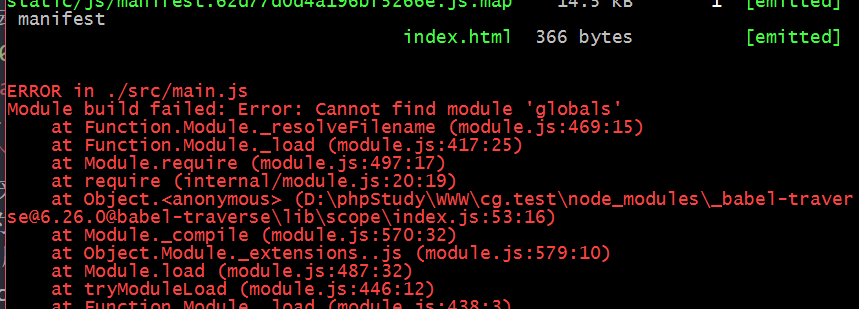 static/js/manifest.62d77d0d4a196bf5266e.js.map 14.5 kB 1 [emitted]
manifest
index.html 366 bytes [emitted]
ERROR in ./src/main.js
Module build failed: Error: Cannot find module 'globals'
at Function.Module._resolveFilename (module.js:469:15)
at Function.Module._load (module.js:417:25)
at Module.require (module.js:497:17)
at require (internal/module.js:20:19)
at Object.<anonymous> (D:\phpStudy\WWW\cg.test\node_modules\_babel-traver
se@6.26.0@babel-traverse\lib\scope\index.js:53:16)
at Module._compile (module.js:570:32)
at Object.Module._extensions..js (module.js:579:10)
at Module.load (module.js:487:32)
at tryModuleLoad (module.js:446:12)
at Function.Module._load (module.js:438:3)